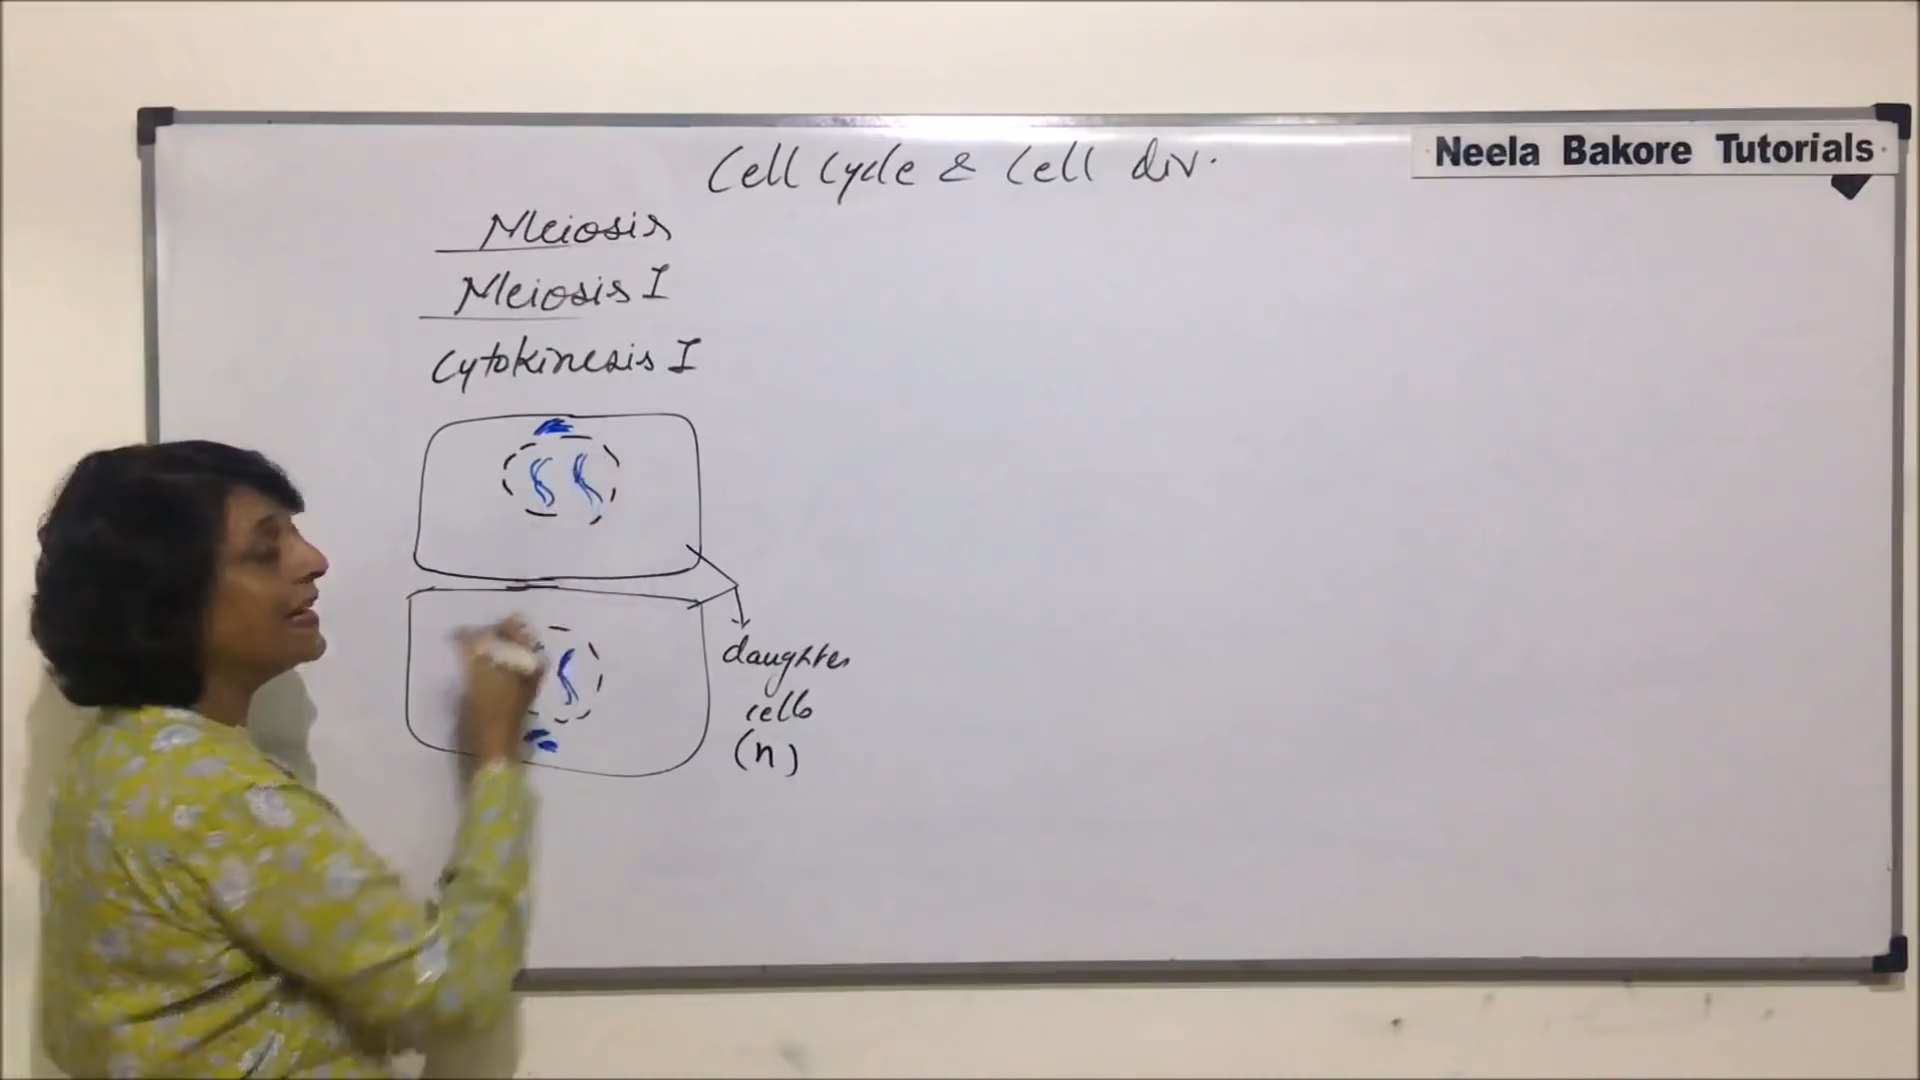 Cell Cycle & Cell div.
Neela Bakore Tutorials
Meiosis
Meiosis I
Cytokinesis I
daughter
cells
(n)